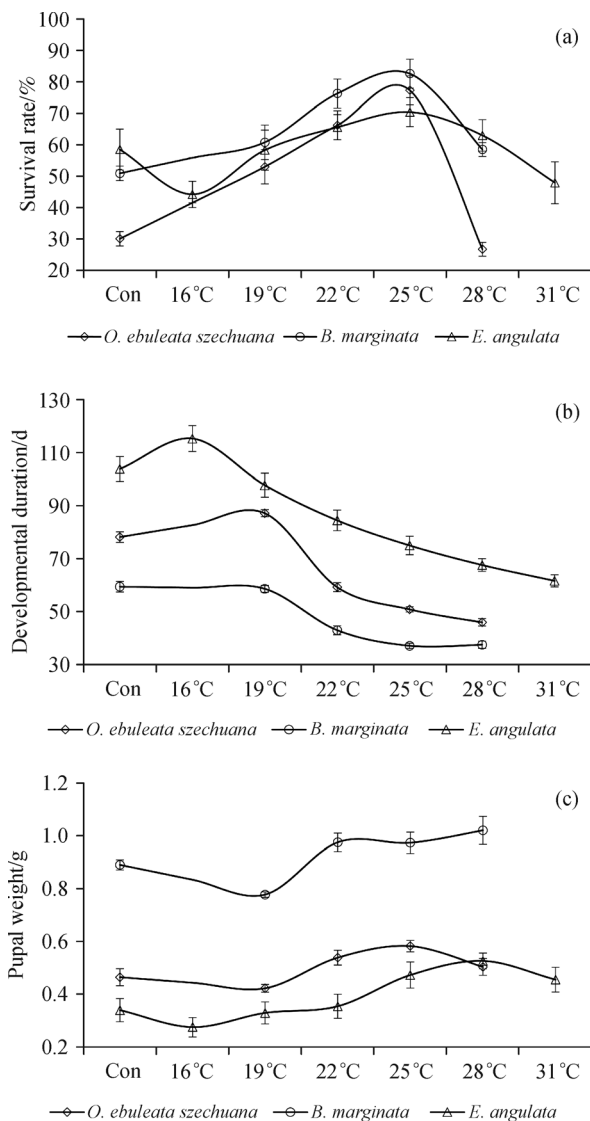 (a)
Survival rate/%
100
90
80
70
60
50
40
30
20
Con 16°C 19°C 22°C 25°C 28°C 31°C
O. ebuleata szechuana B. marginata E. angulata
(b)
Developmental duration/d
130
110
90
70
50
30
Con 16°C 19°C 22°C 25°C 28°C 31°C
O. ebuleata szechuana B. marginata E. angulata
(c)
Pupal weight/g
1.2
1.0
0.8
0.6
0.4
0.2
Con 16°C 19°C 22°C 25°C 28°C 31°C
O. ebuleata szechuana B. marginata E. angulata